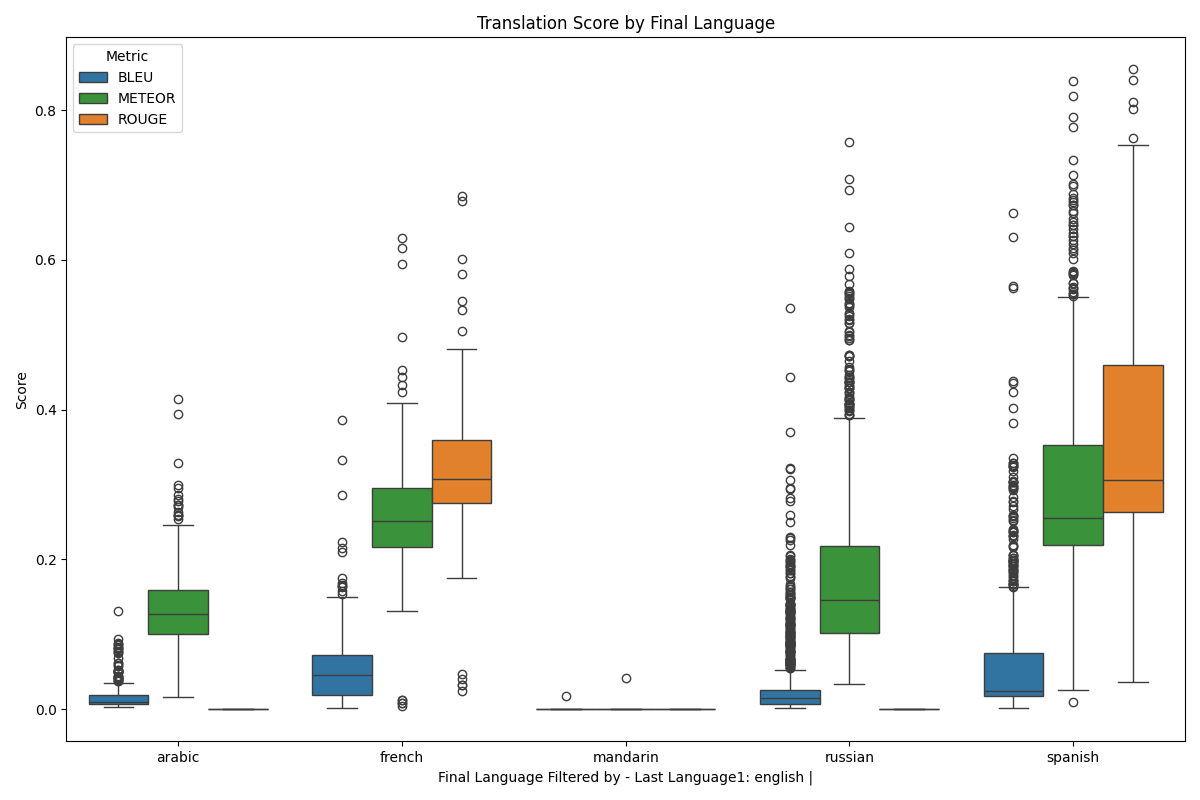 Translation Score by Final Language
Metric
BLEU
METEOR
ROUGE
Score
0.8
0.6
0.4
0.2
0.0
arabic
french
mandarin
russian
spanish
Final Language Filtered by - Last Language1: english |